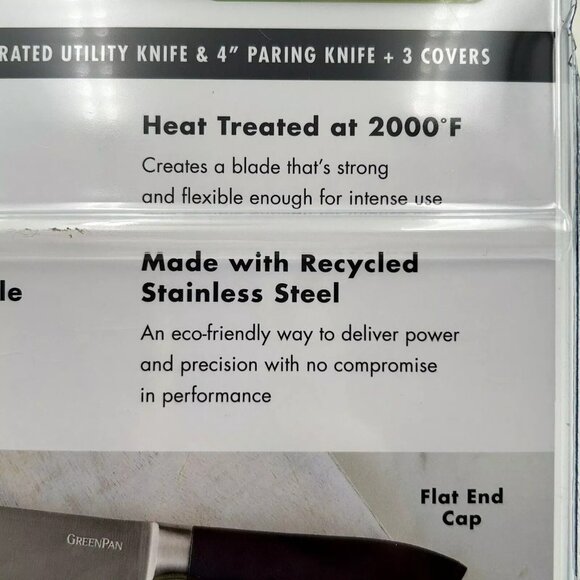 RATED UTILITY KNIFE & 4" PARING KNIFE + 3 COVERS
Heat Treated at 2000°F
Creates a blade that's strong
and flexible enough for intense use
Made with Recycled
le
Stainless Steel
An eco-friendly way to deliver power
and precision with no compromise
in performance
Flat End
Cap
GREENPAN